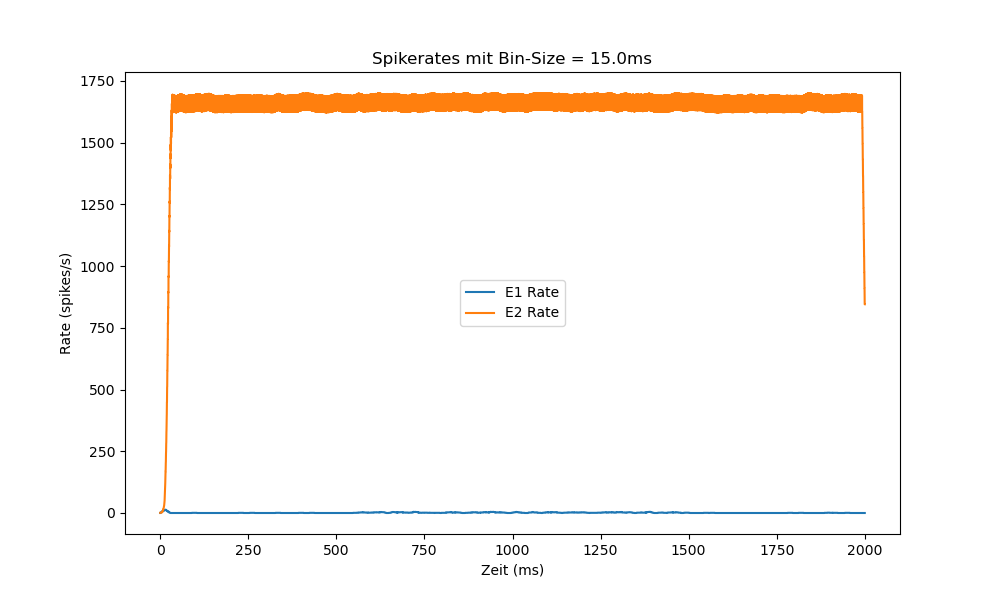 Spikerates mit Bin-Size = 15.0ms
Rate (spikes/s)
1750
1500
1250
1000
750
500
250
0
E1 Rate
E2 Rate
0 250 500 750 1000 1250 1500 1750 2000
Zeit (ms)